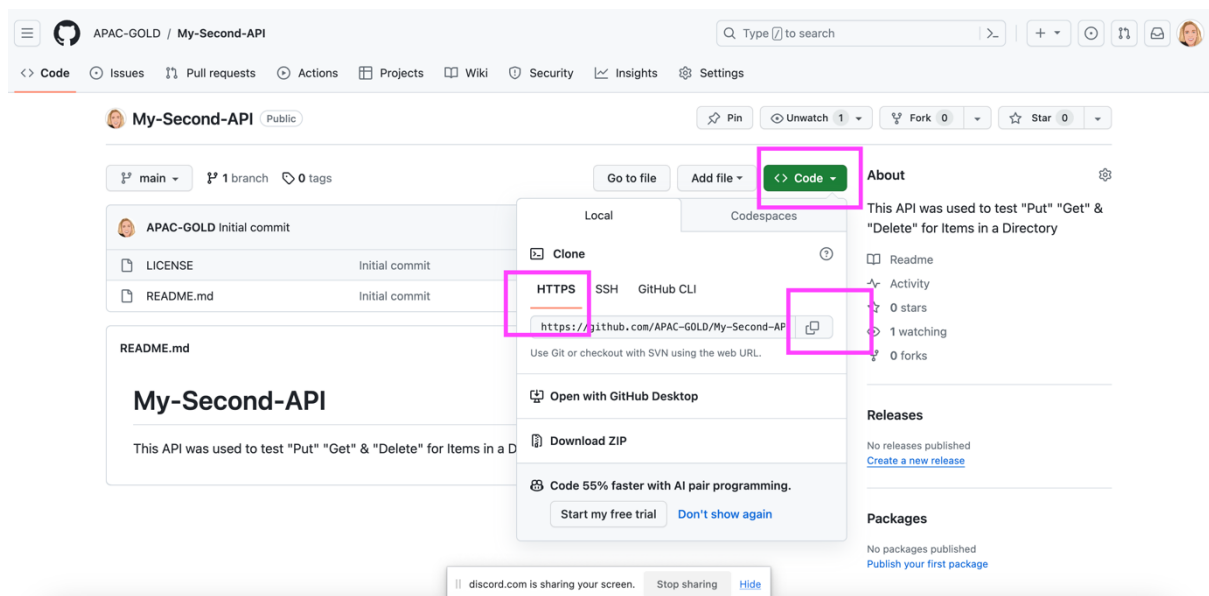 APAC-GOLD / My-Second-API
Type / to search
Code Issues Pull requests Actions Projects Wiki Security Insights Settings
My-Second-API Public
Pin Unwatch 1 Fork 0 Star 0
main 1 branch 0 tags
Go to file Add file <> Code
APAC-GOLD Initial commit
LICENSE Initial commit
README.md Initial commit
README.md
My-Second-API
This API was used to test "Put" "Get" & "Delete" for Items in a D
Local Codespaces
Clone
HTTPS SSH GitHub CLI
https://github.com/APAC-GOLD/My-Second-AP
Use Git or checkout with SVN using the web URL.
Open with GitHub Desktop
Download ZIP
Code 55% faster with AI pair programming.
Start my free trial Don't show again
About
This API was used to test "Put" "Get" &
"Delete" for Items in a Directory
Readme
Activity
0 stars
1 watching
0 forks
Releases
No releases published
Create a new release
Packages
No packages published
Publish your first package
discord.com is sharing your screen. Stop sharing Hide